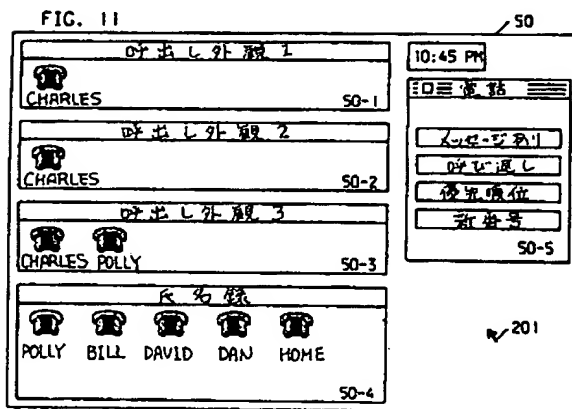 FIG. 11
50
呼出し外観 1
CHARLES
50-1
呼出し外観 2
CHARLES
50-2
呼出し外観 3
CHARLES POLLY
50-3
氏名録
POLLY BILL DAVID DAN HOME
50-4
10:45 PM
電話
メッセージあり
呼び返し
優先順位
新番号
50-5
201